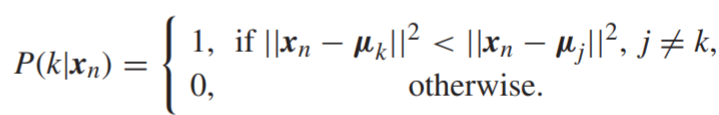 P(k|xₙ) = { 1, if ||xₙ − μₖ||² < ||xₙ − μⱼ||², j ≠ k,
0, otherwise.